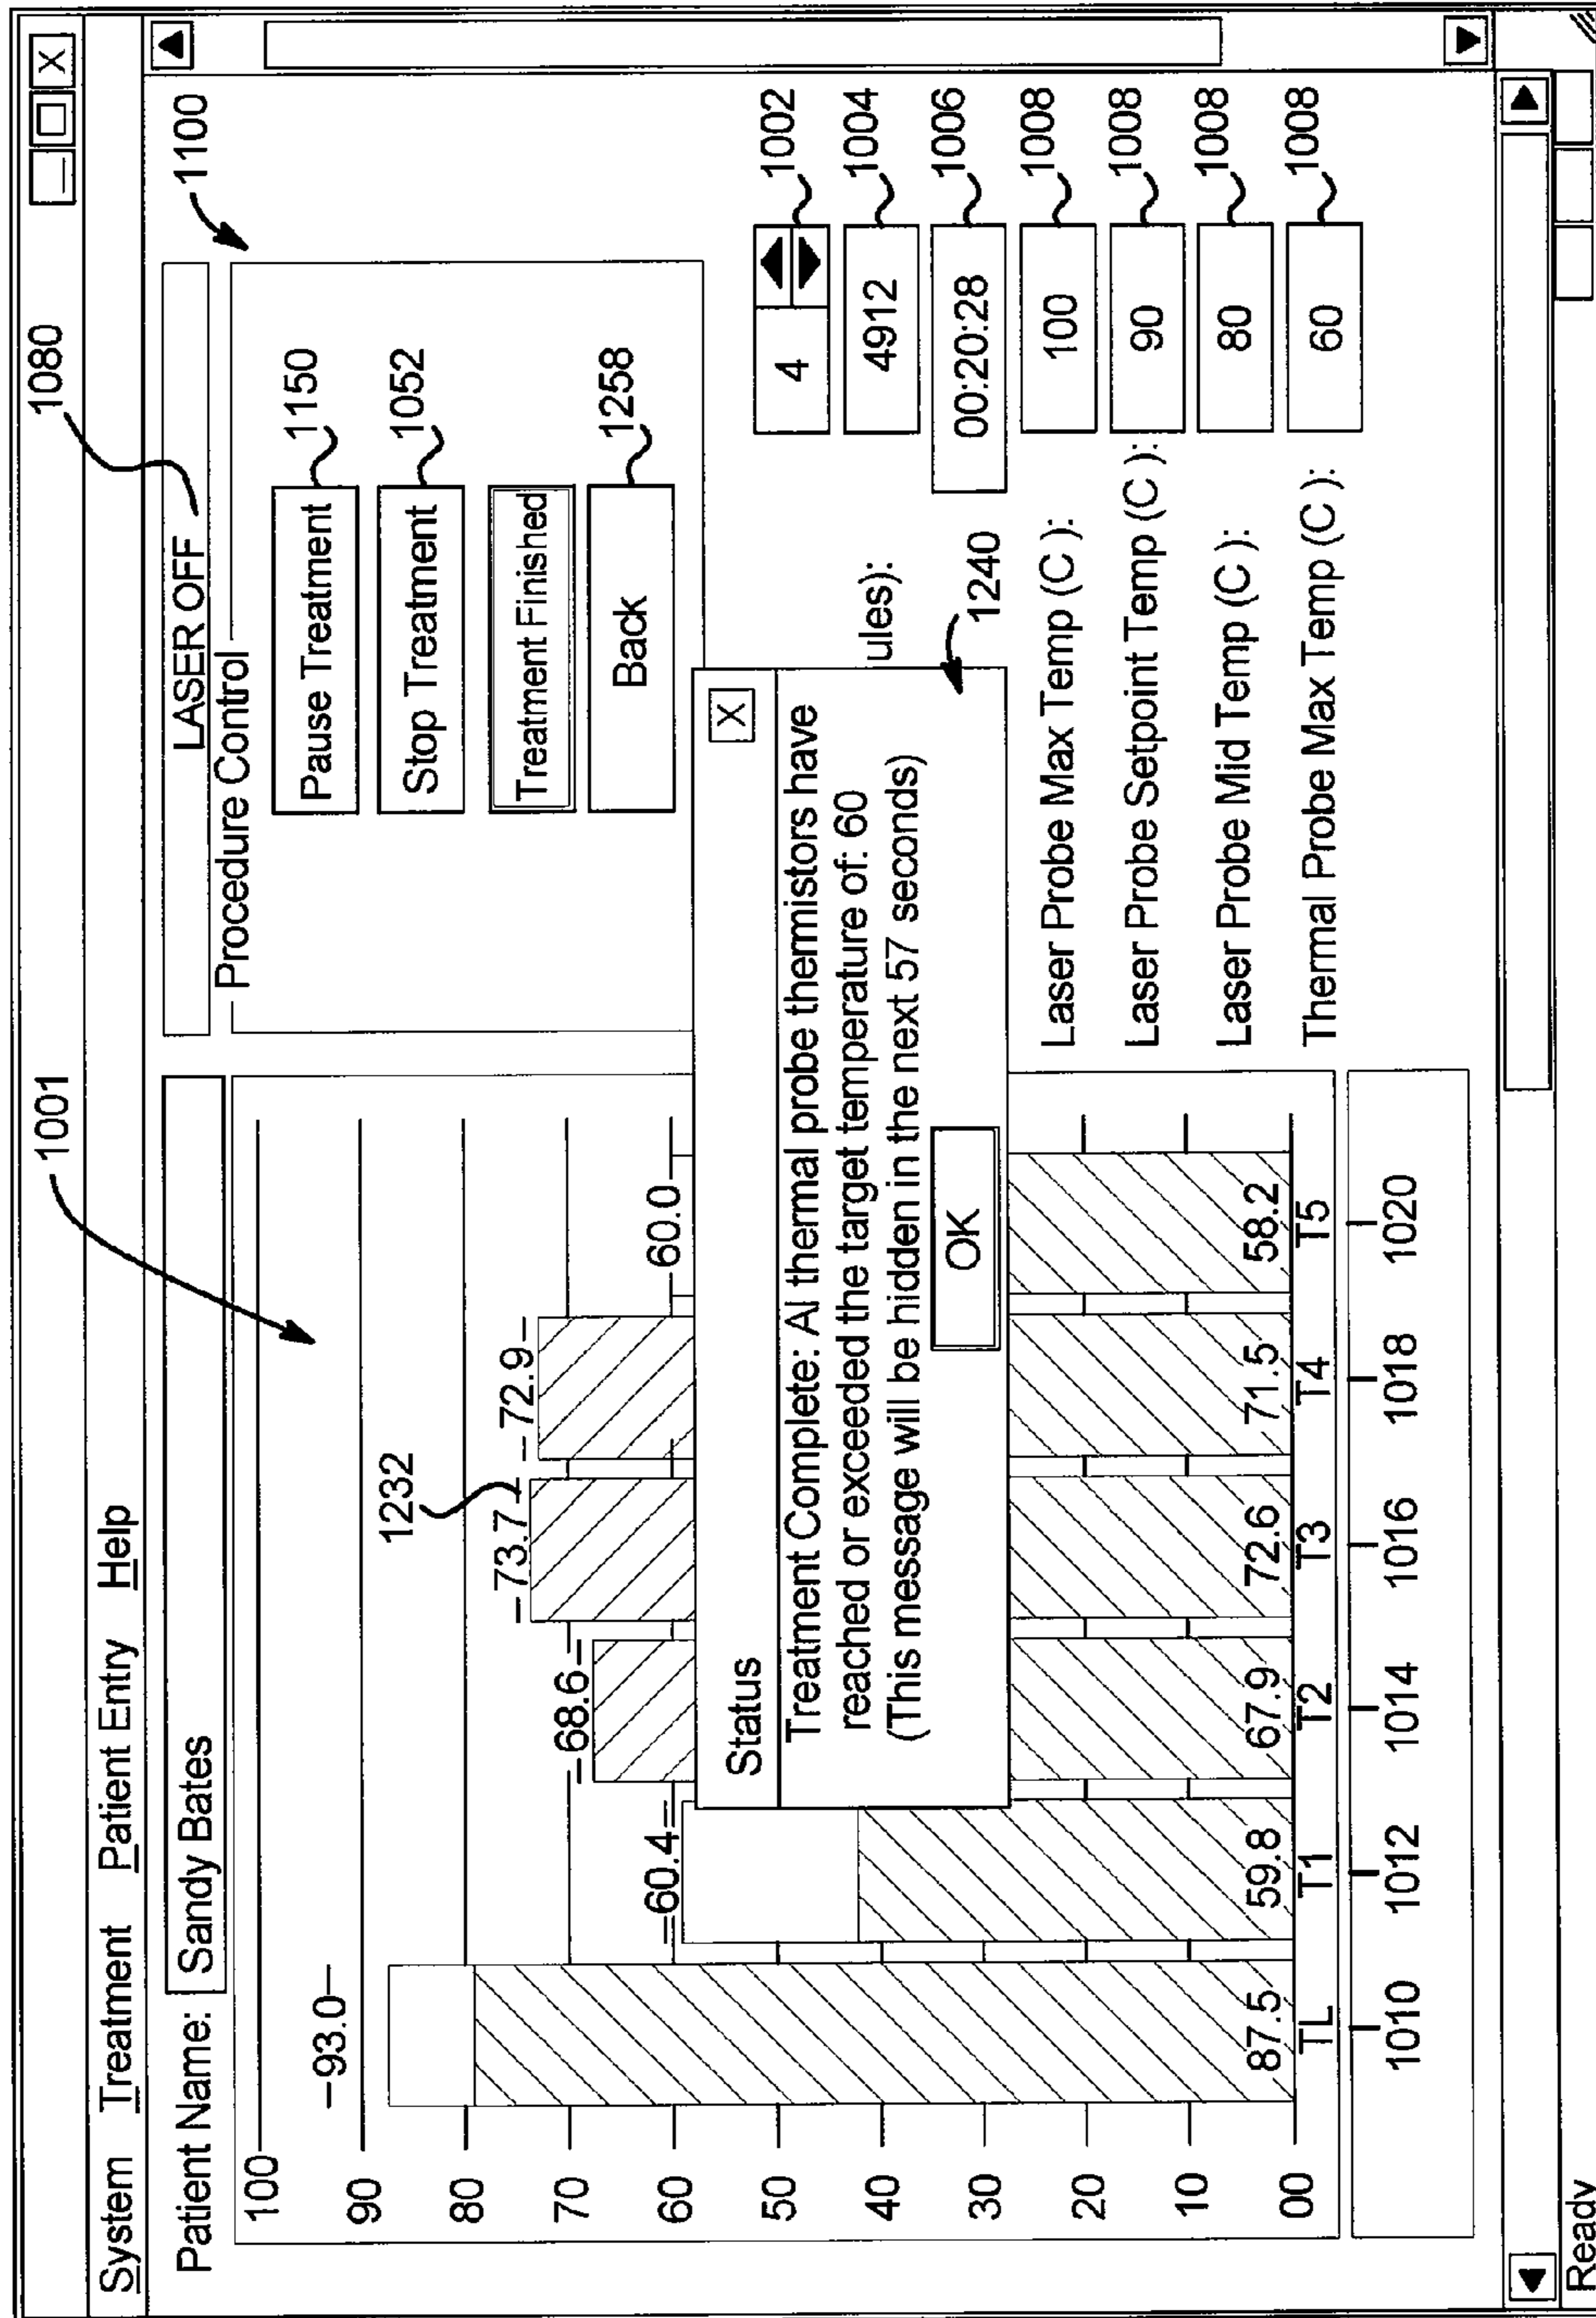 1001
1080
X
System Treatment Patient Entry Help
Patient Name: Sandy Bates
LASER OFF
1100
Procedure Control
Pause Treatment 1150
Stop Treatment 1052
Treatment Finished
Back 1258
100
90
80
70
60
50
40
30
20
10
00
93.0
60.4
68.6
73.7
72.9
60.0
1232
Status X
Treatment Complete: Al thermal probe thermistors have
reached or exceeded the target temperature of: 60
(This message will be hidden in the next 57 seconds)
OK
1240
4 1002
ules): 4912 1004
00:20:28 1006
Laser Probe Max Temp (C ): 100 1008
Laser Probe Setpoint Temp (C ): 90 1008
Laser Probe Mid Temp (C ): 80 1008
Thermal Probe Max Temp (C ): 60 1008
87.5 59.8 67.9 72.6 71.5 58.2
TL T1 T2 T3 T4 T5
1010 1012 1014 1016 1018 1020
Ready